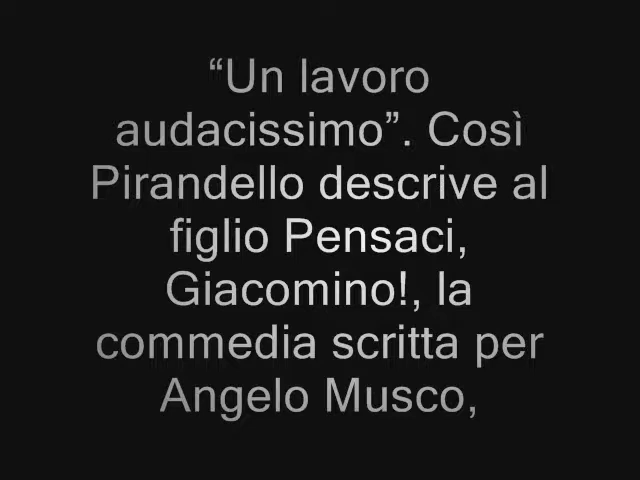 “Un lavoro
audacissimo”. Così
Pirandello descrive al
figlio Pensaci,
Giacomino!, la
commedia scritta per
Angelo Musco,